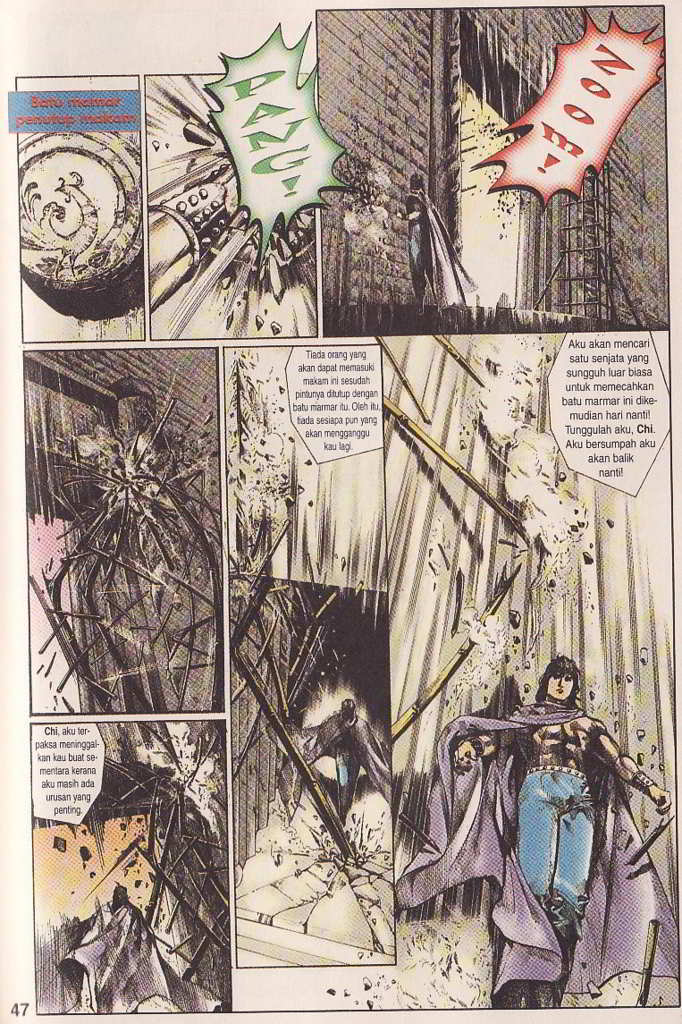 Batu mamar
penutup makam
PANG!
HOON!
Chi, aku ter-
paksa meninggal-
kan kau buat se-
mentara kerana
aku masih ada
urusan yang
penting.
Tiada orang yang
akan dapat memasuki
makam ini sesudah
pintunya ditutup dengan
batu marmar itu. Oleh itu,
tiada sesiapa pun yang
akan mengganggu
kau lagi.
Aku akan mencari
satu senjata yang
sungguh luar biasa
untuk memecahkan
batu marmar ini dike-
mudian hari nanti!
Tunggulah aku, Chi.
Aku bersumpah aku
akan balik
nanti!
47